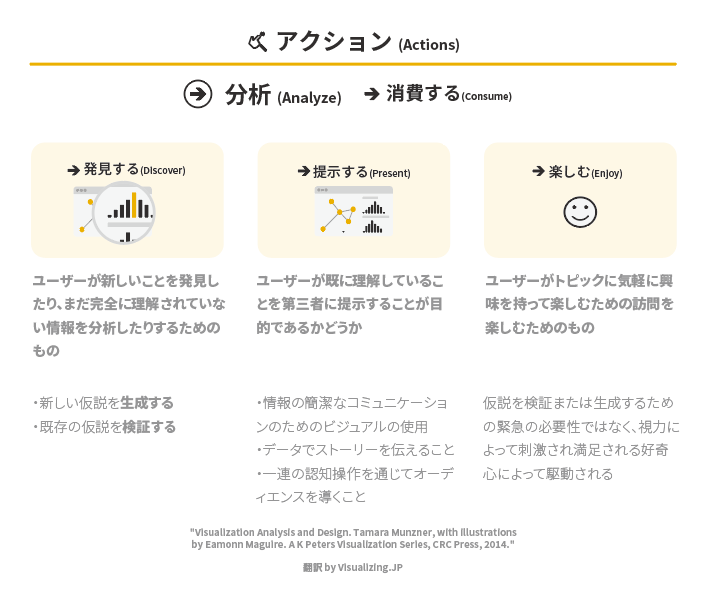 アクション (Actions)
分析 (Analyze) 消費する(Consume)
発見する(Discover)
提示する(Present)
楽しむ(Enjoy)
ユーザーが新しいことを発見し
たり、まだ完全に理解されていな
い情報を分析したりするための
もの
ユーザーが既に理解しているこ
とを第三者に提示することが目
的であるかどうか
ユーザーがトピックに気軽に興
味を持って楽しむための訪問を
楽しむためのもの
・新しい仮説を生成する
・既存の仮説を検証する
・情報の簡潔なコミュニケーショ
ンのためのビジュアルの使用
・データでストーリーを伝えること
・一連の認知操作を通じてオーデ
ィエンスを導くこと
仮説を検証または生成するため
の緊急の必要性ではなく、視力に
よって刺激され満足される好奇
心によって駆動される
"Visualization Analysis and Design. Tamara Munzner, with illustrations
by Eamonn Maguire. A K Peters Visualization Series, CRC Press, 2014."
翻訳 by Visualizing.JP